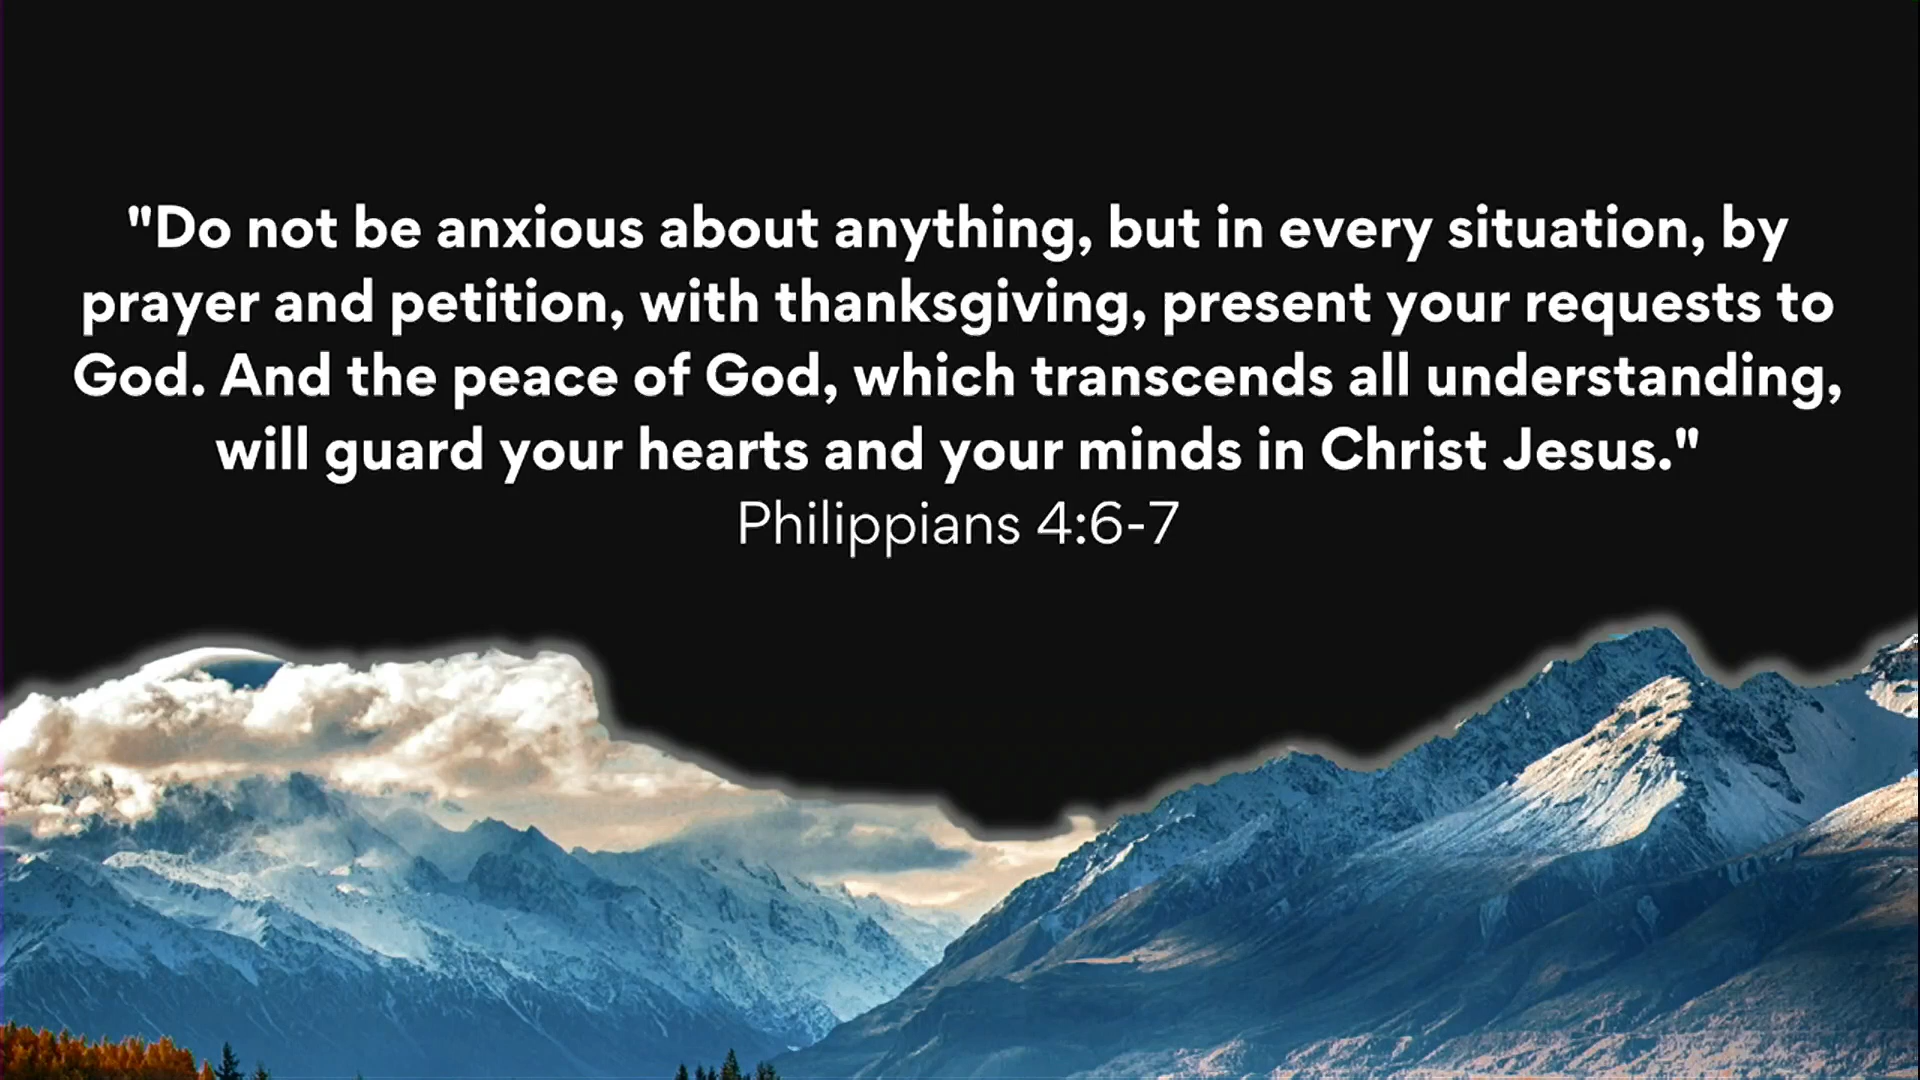 "Do not be anxious about anything, but in every situation, by
prayer and petition, with thanksgiving, present your requests to
God. And the peace of God, which transcends all understanding,
will guard your hearts and your minds in Christ Jesus."
Philippians 4:6-7